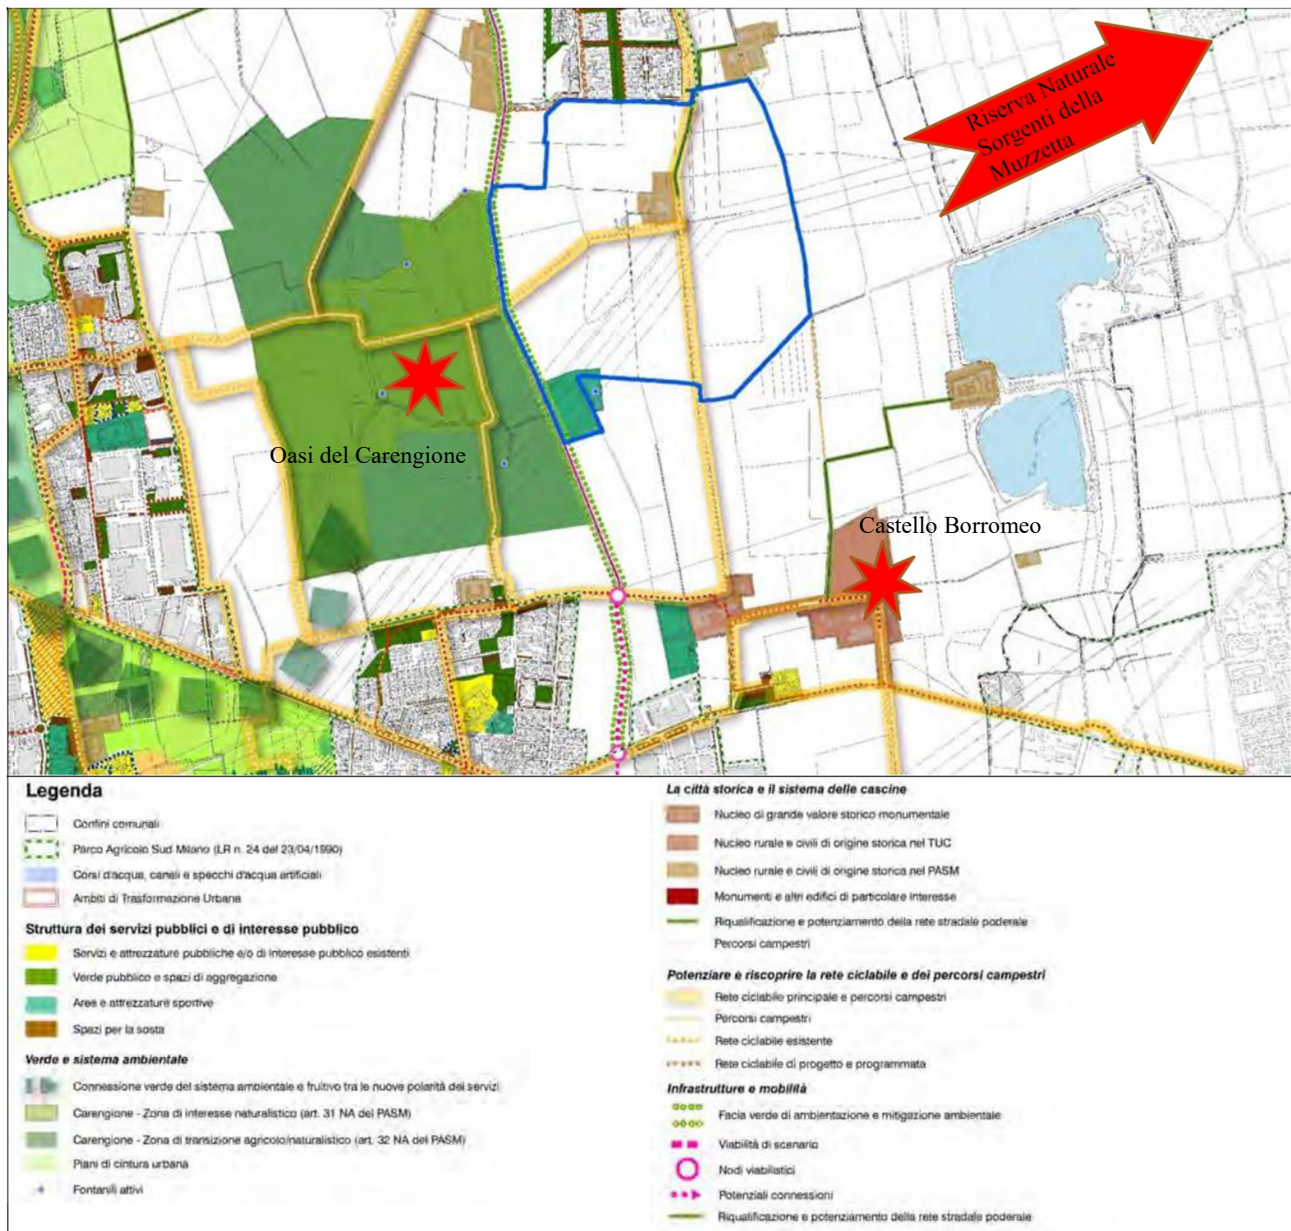 Riserva Naturale
Sorgenti della
Muzzetta
Oasi del Carengione
Castello Borromeo
Legenda
Confini comunali
Parco Agricolo Sud Milano (LR n. 24 del 23/04/1990)
Corsi d'acqua, canali e specchi d'acqua artificiali
Ambiti di Trasformazione Urbana
Struttura dei servizi pubblici e di interesse pubblico
Servizi e attrezzature pubbliche e/o di interesse pubblico esistenti
Verde pubblico e spazi di aggregazione
Aree e attrezzature sportive
Spazi per la sosta
Verde e sistema ambientale
Connessione verde del sistema ambientale e fruitivo tra le nuove polarità dei servizi
Carengione - Zona di interesse naturalistico (art. 31 NA del PASM)
Carengione - Zona di transizione agricolo/naturalistico (art. 32 NA del PASM)
Piani di cintura urbana
Fontanili attivi
La città storica e il sistema delle cascine
Nucleo di grande valore storico monumentale
Nucleo rurale e civili di origine storica nel TUC
Nucleo rurale e civili di origine storica nel PASM
Monumenti e altri edifici di particolare interesse
Riqualificazione e potenziamento della rete stradale poderale
Percorsi campestri
Potenziare e riscoprire la rete ciclabile e dei percorsi campestri
Rete ciclabile principale e percorsi campestri
Percorsi campestri
Rete ciclabile esistente
Rete ciclabile di progetto e programmata
Infrastrutture e mobilità
Facia verde di ambientazione e mitigazione ambientale
Viabilità di scenario
Nodi viabilistici
Potenziali connessioni
Riqualificazione e potenziamento della rete stradale poderale